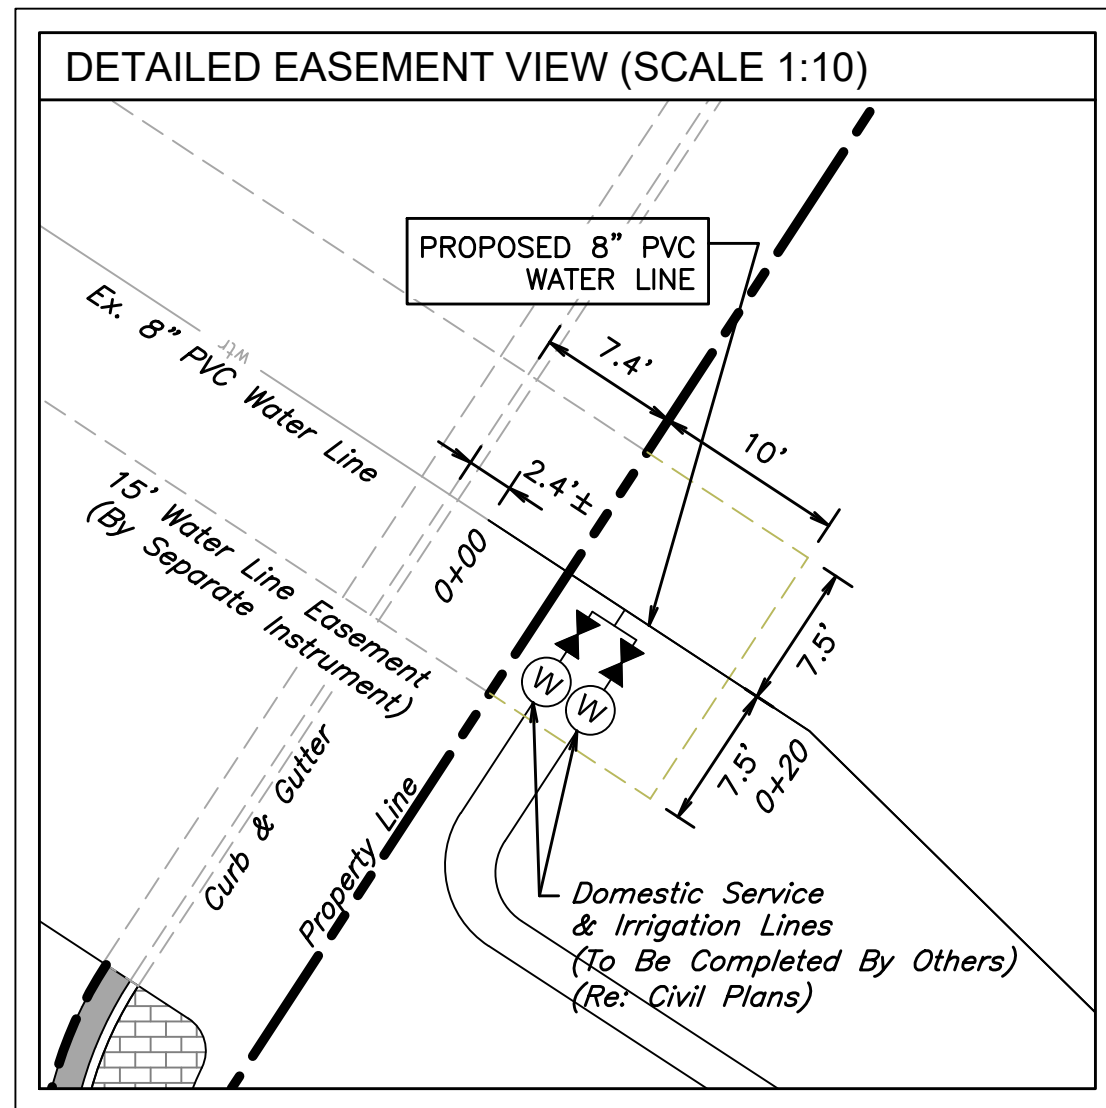 DETAILED EASEMENT VIEW (SCALE 1:10)
PROPOSED 8” PVC
WATER LINE
Ex. 8” PVC Water Line
wtr
7.4’
10’
2.4’±
15’ Water Line Easement
(By Separate Instrument)
0+00
7.5’
7.5’
0+20
W
W
Curb & Gutter
Property Line
Domestic Service
& Irrigation Lines
(To Be Completed By Others)
(Re: Civil Plans)